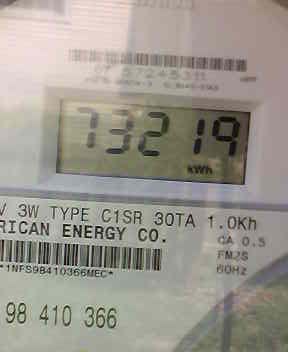 73219
kWh
V 3W TYPE C1SR 30TA 1.0Kh
RICAN ENERGY CO.
CA 0.5
FM2S
60Hz
*1NFS9B410366MEC*
98 410 366